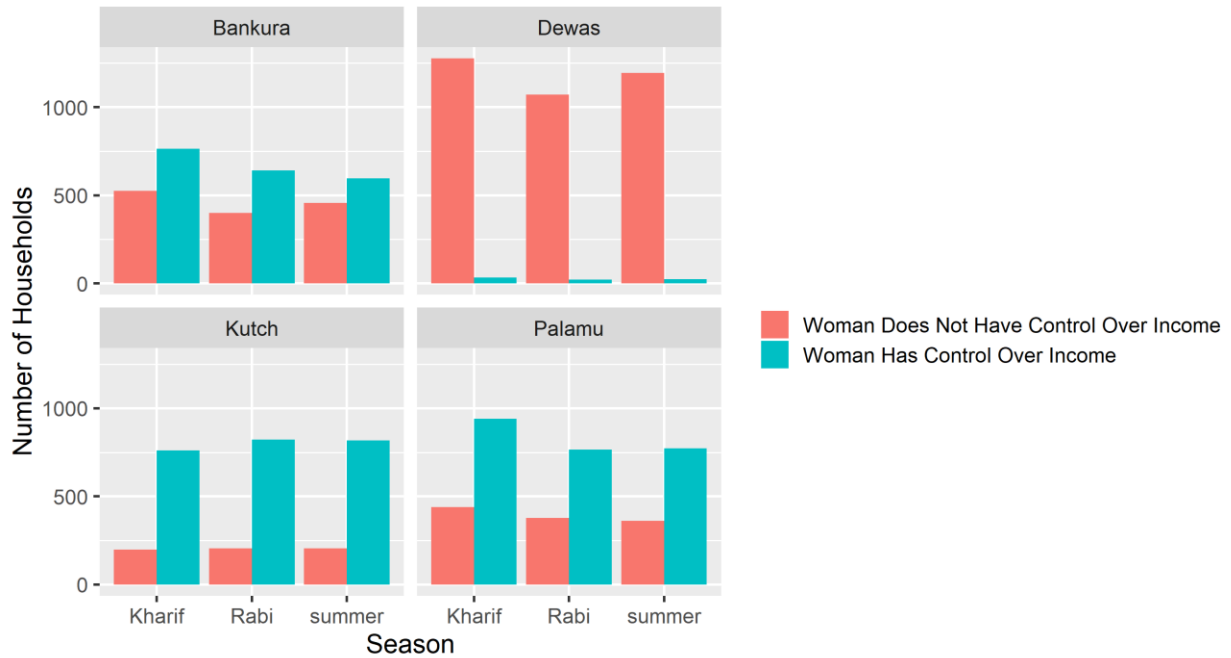 Bankura
Dewas
1000
500
0
Kutch
Palamu
1000
500
0
Kharif
Rabi
summer
Kharif
Rabi
summer
Season
Number of Households
Woman Does Not Have Control Over Income
Woman Has Control Over Income